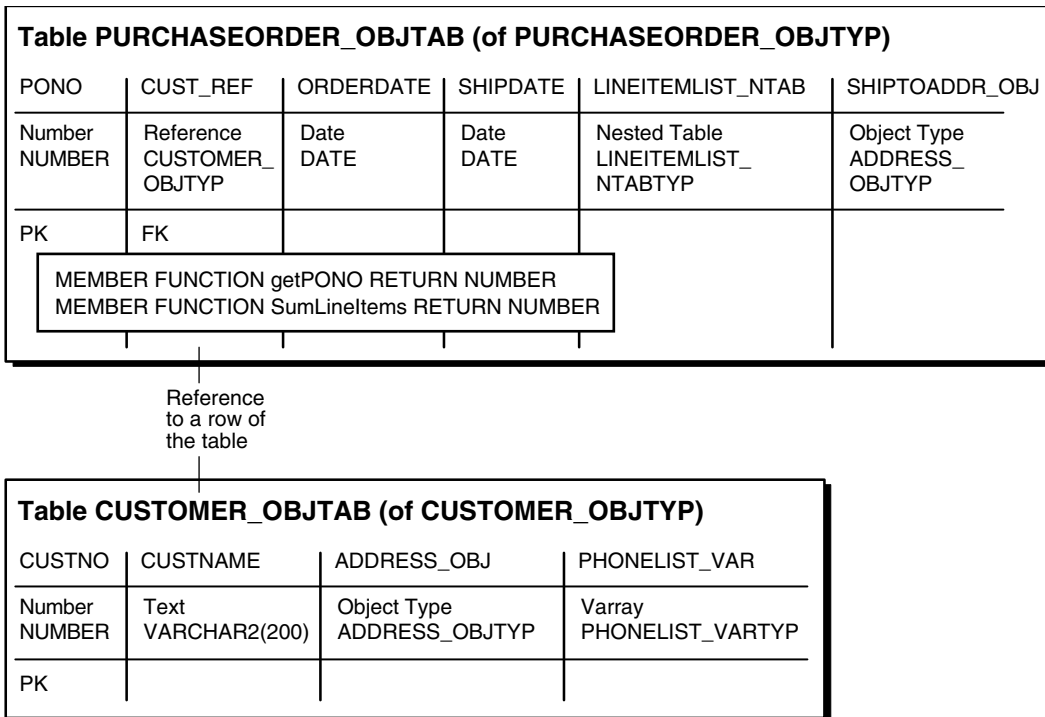 Table PURCHASEORDER_OBJTAB (of PURCHASEORDER_OBJTYP)
PONO CUST_REF ORDERDATE SHIPDATE LINEITEMLIST_NTAB SHIPTOADDR_OBJ
Number Reference Date Date Nested Table Object Type
NUMBER CUSTOMER_ DATE DATE LINEITEMLIST_ ADDRESS_
OBJTYP NTABTYP OBJTYP
PK FK
MEMBER FUNCTION getPONO RETURN NUMBER
MEMBER FUNCTION SumLineItems RETURN NUMBER
Reference
to a row of
the table
Table CUSTOMER_OBJTAB (of CUSTOMER_OBJTYP)
CUSTNO CUSTNAME ADDRESS_OBJ PHONELIST_VAR
Number Text Object Type Varray
NUMBER VARCHAR2(200) ADDRESS_OBJTYP PHONELIST_VARTYP
PK